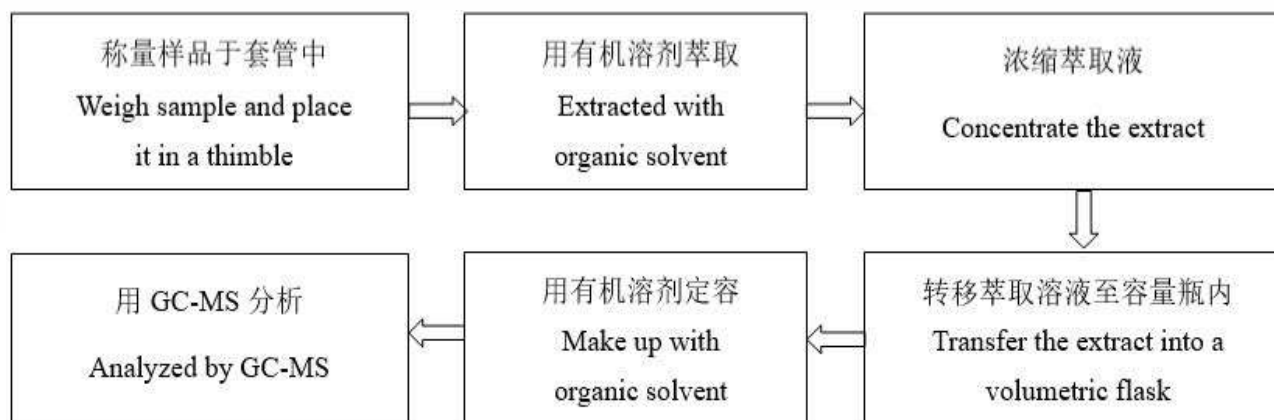 称量样品于套管中
Weigh sample and place
it in a thimble
用有机溶剂萃取
Extracted with
organic solvent
浓缩萃取液
Concentrate the extract
转移萃取溶液至容量瓶内
Transfer the extract into a
volumetric flask
用有机溶剂定容
Make up with
organic solvent
用 GC-MS 分析
Analyzed by GC-MS